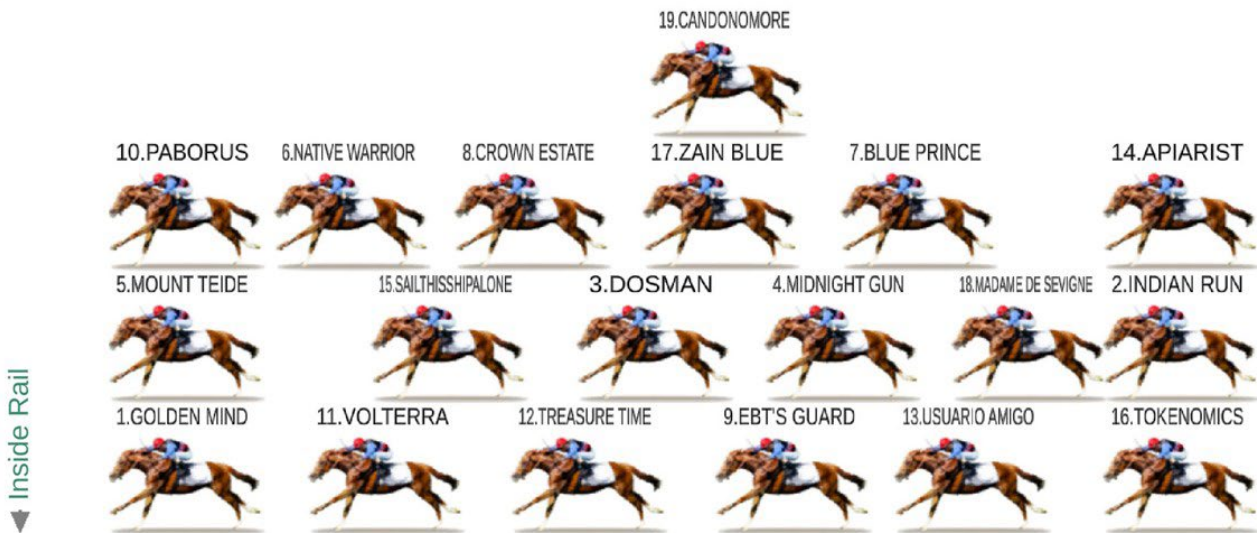 19.CANDONOMORE
10.PABORUS
6.NATIVE WARRIOR
8.CROWN ESTATE
17.ZAIN BLUE
7.BLUE PRINCE
14.APIARIST
5.MOUNT TEIDE
15.SAILTHISSHIPALONE
3.DOSMAN
4.MIDNIGHT GUN
18.MADAME DE SEVIGNE
2.INDIAN RUN
1.GOLDEN MIND
11.VOLTERRA
12.TREASURE TIME
9.EBT'S GUARD
13.USUARIO AMIGO
16.TOKENOMICS
Inside Rail